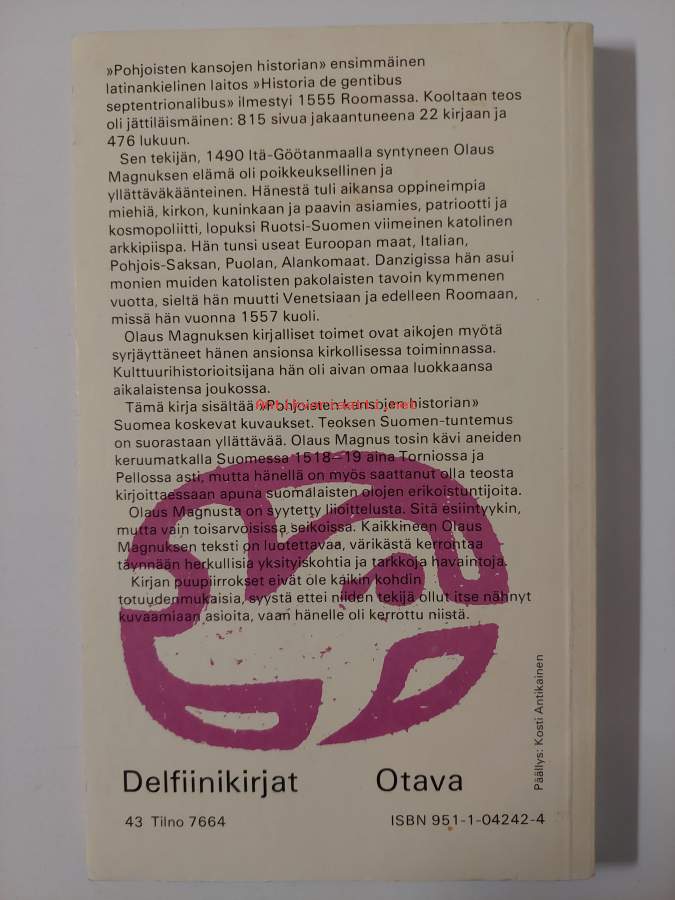 »Pohjoisten kansojen historian» ensimmäinen
latinankielinen laitos »Historia de gentibus
septentrionalibus» ilmestyi 1555 Roomassa. Kooltaan teos
oli jättiläismäinen: 815 sivua jakaantuneena 22 kirjaan ja
476 lukuun.
Sen tekijän, 1490 Itä-Göötanmaalla syntyneen Olaus
Magnuksen elämä oli poikkeuksellinen ja
yllättäväkäänteinen. Hänestä tuli aikansa oppineimpia
miehiä, kirkon, kuninkaan ja paavin asiamies, patriootti ja
kosmopoliitti, lopuksi Ruotsi-Suomen viimeinen katolinen
arkkipiispa. Hän tunsi useat Euroopan maat, Italian,
Pohjois-Saksan, Puolan, Alankomaat. Danzigissa hän asui
monien muiden katolisten pakolaisten tavoin kymmenen
vuotta, sieltä hän muutti Venetsiaan ja edelleen Roomaan,
missä hän vuonna 1557 kuoli.
Olaus Magnuksen kirjalliset toimet ovat aikojen myötä
syrjäyttäneet hänen ansionsa kirkollisessa toiminnassa.
Kulttuurihistorioitsijana hän oli aivan omaa luokkaansa
aikalaistensa joukossa.
Tämä kirja sisältää »Pohjoisten kansojen historian»
Suomea koskevat kuvaukset. Teoksen Suomen-tuntemus
on suorastaan yllättävää. Olaus Magnus tosin kävi aneiden
keruumatkalla Suomessa 1518—19 aina Torniossa ja
Pellossa asti, mutta hänellä on myös saattanut olla teosta
kirjoittaessaan apuna suomalaisten olojen erikoistuntijoita.
Olaus Magnusta on syytetty liioittelusta. Sitä esiintyykin,
mutta vain toisarvoisissa seikoissa. Kaikkineen Olaus
Magnuksen teksti on luotettavaa, värikästä kerrontaa
täynnään herkullisia yksityiskohtia ja tarkkoja havaintoja.
Kirjan puupiirrokset eivät ole kaikin kohdin
totuudenmukaisia, syystä ettei niiden tekijä ollut itse nähnyt
kuvaamiaan asioita, vaan hänelle oli kerrottu niistä.
Päällys: Kosti Antikainen
Delfiinikirjat Otava
43 Tilno 7664 ISBN 951-1-04242-4